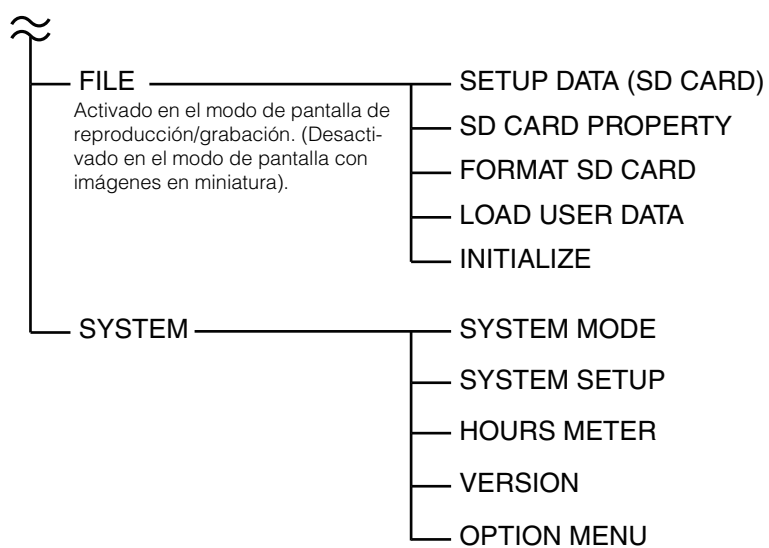 FILE
Activado en el modo de pantalla de
reproducción/grabación. (Desacti-
vado en el modo de pantalla con
imágenes en miniatura).
SETUP DATA (SD CARD)
SD CARD PROPERTY
FORMAT SD CARD
LOAD USER DATA
INITIALIZE
SYSTEM
SYSTEM MODE
SYSTEM SETUP
HOURS METER
VERSION
OPTION MENU